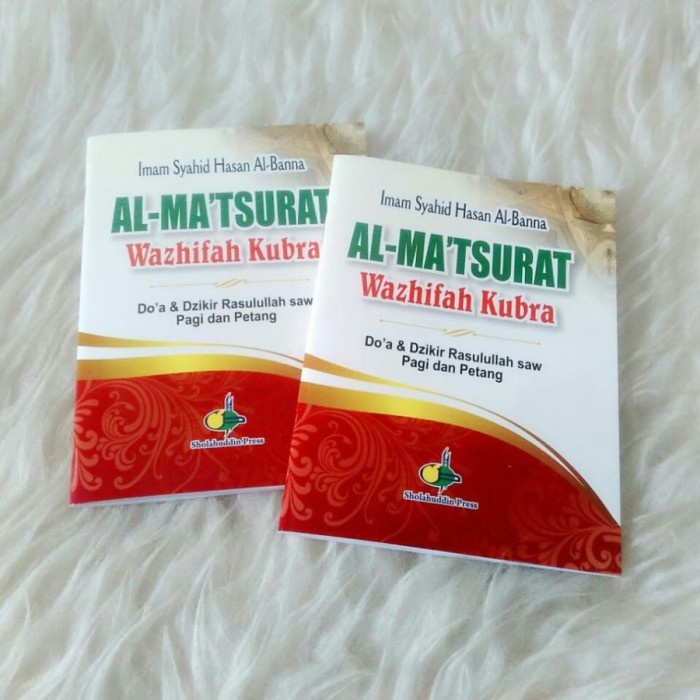 Imam Syahid Hasan Al-Banna
AL-MA'TSURAT
Wazhifah Kubra
Do'a & Dzikir Rasulullah saw
Pagi dan Petang
Sholahuddin Press
Imam Syahid Hasan Al-Banna
AL-MA'TSURAT
Wazhifah Kubra
Do'a & Dzikir Rasulullah saw
Pagi dan Petang
Sholahuddin Press